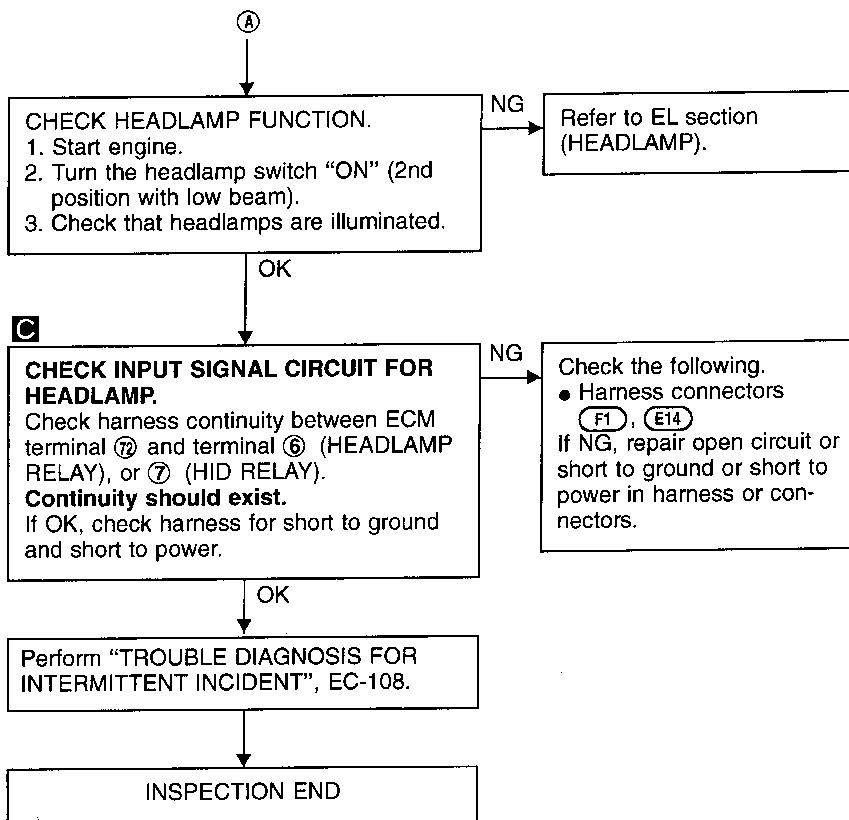 Ⓐ
CHECK HEADLAMP FUNCTION.
1. Start engine.
2. Turn the headlamp switch “ON” (2nd
position with low beam).
3. Check that headlamps are illuminated.
NG
Refer to EL section
(HEADLAMP).
OK
C
CHECK INPUT SIGNAL CIRCUIT FOR
HEADLAMP.
Check harness continuity between ECM
terminal 72 and terminal ⑥ (HEADLAMP
RELAY), or ⑦ (HID RELAY).
Continuity should exist.
If OK, check harness for short to ground
and short to power.
NG
Check the following.
● Harness connectors
F1, E14
If NG, repair open circuit or
short to ground or short to
power in harness or con-
nectors.
OK
Perform “TROUBLE DIAGNOSIS FOR
INTERMITTENT INCIDENT”, EC-108.
INSPECTION END